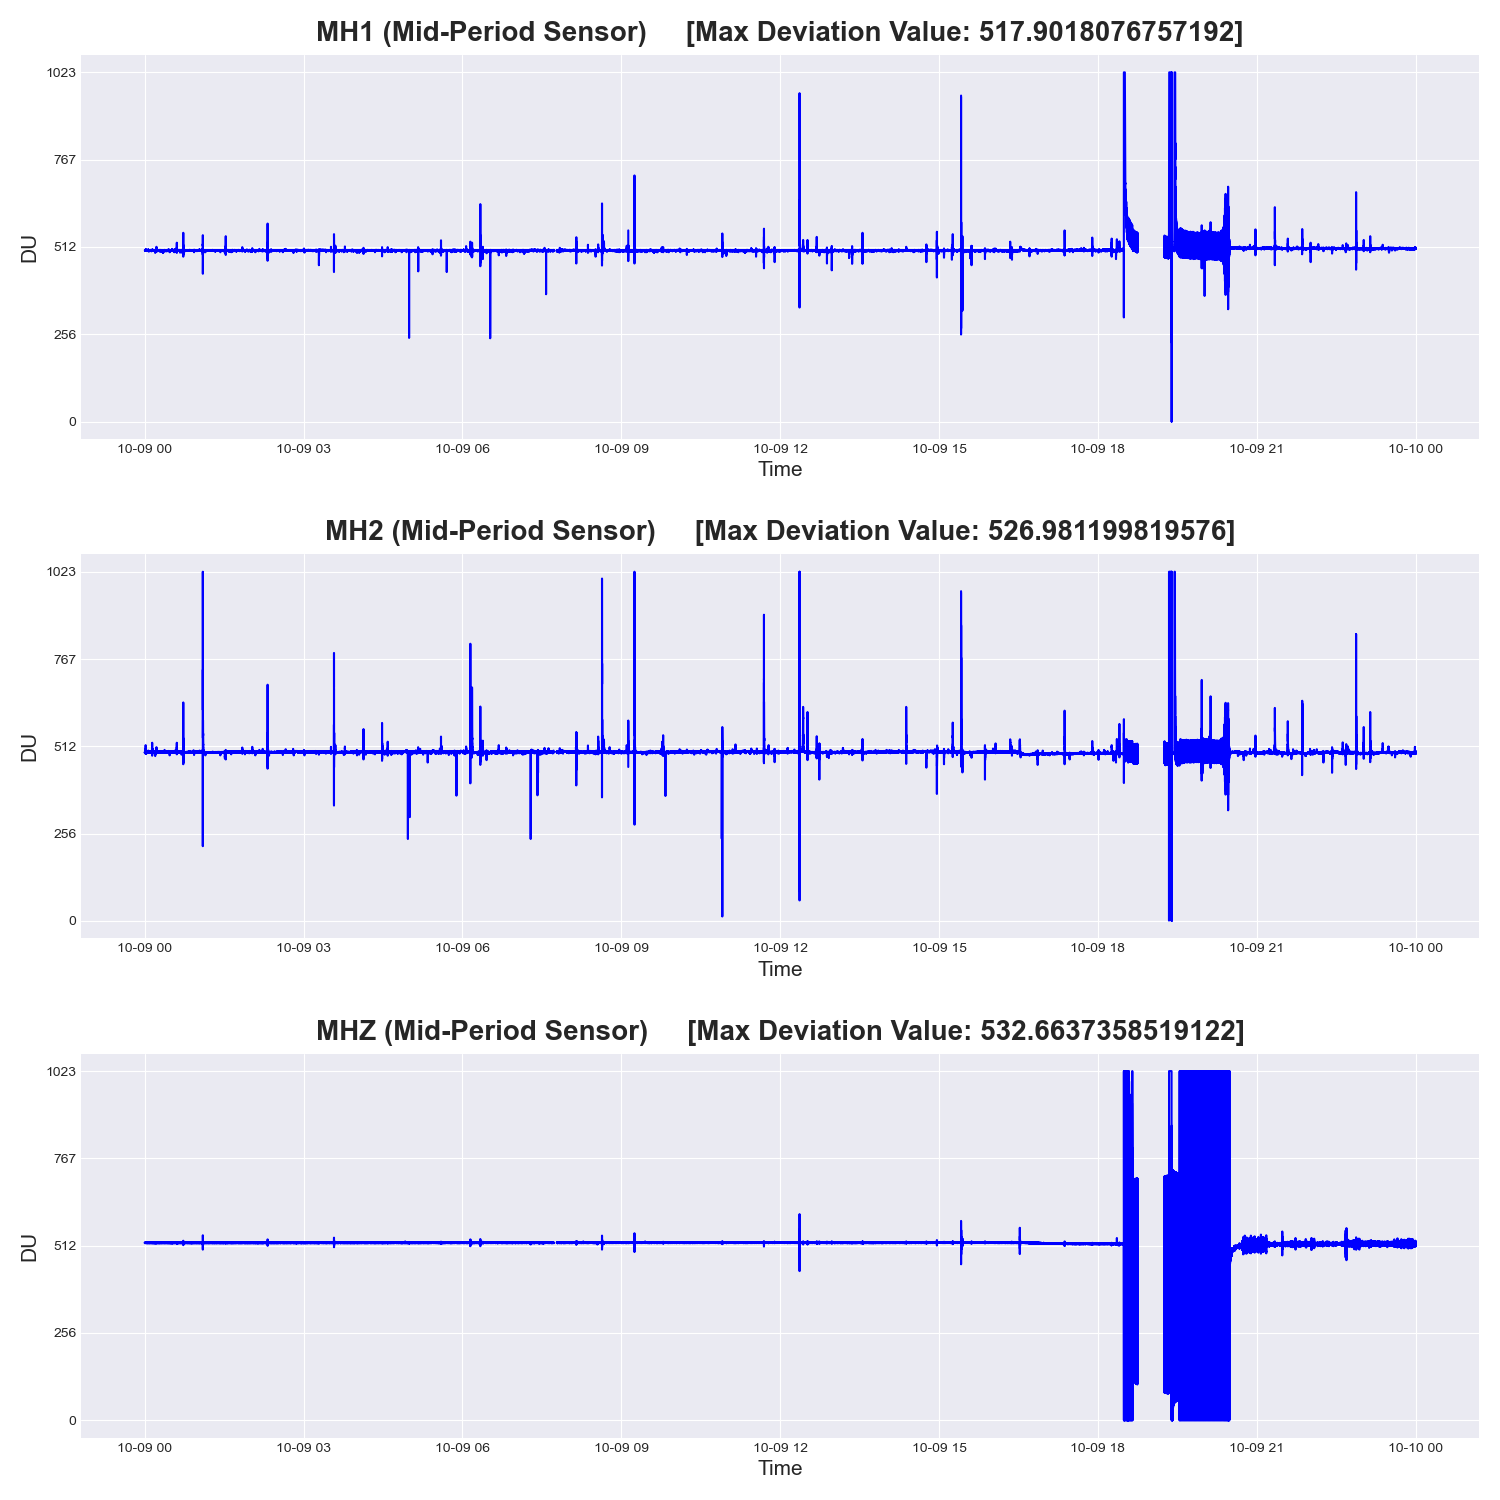 MH1 (Mid-Period Sensor) [Max Deviation Value: 517.9018076757192]
1023
767
512
256
0
DU
10-09 00 10-09 03 10-09 06 10-09 09 10-09 12 10-09 15 10-09 18 10-09 21 10-10 00
Time
MH2 (Mid-Period Sensor) [Max Deviation Value: 526.981199819576]
1023
767
512
256
0
DU
10-09 00 10-09 03 10-09 06 10-09 09 10-09 12 10-09 15 10-09 18 10-09 21 10-10 00
Time
MHZ (Mid-Period Sensor) [Max Deviation Value: 532.6637358519122]
1023
767
512
256
0
DU
10-09 00 10-09 03 10-09 06 10-09 09 10-09 12 10-09 15 10-09 18 10-09 21 10-10 00
Time